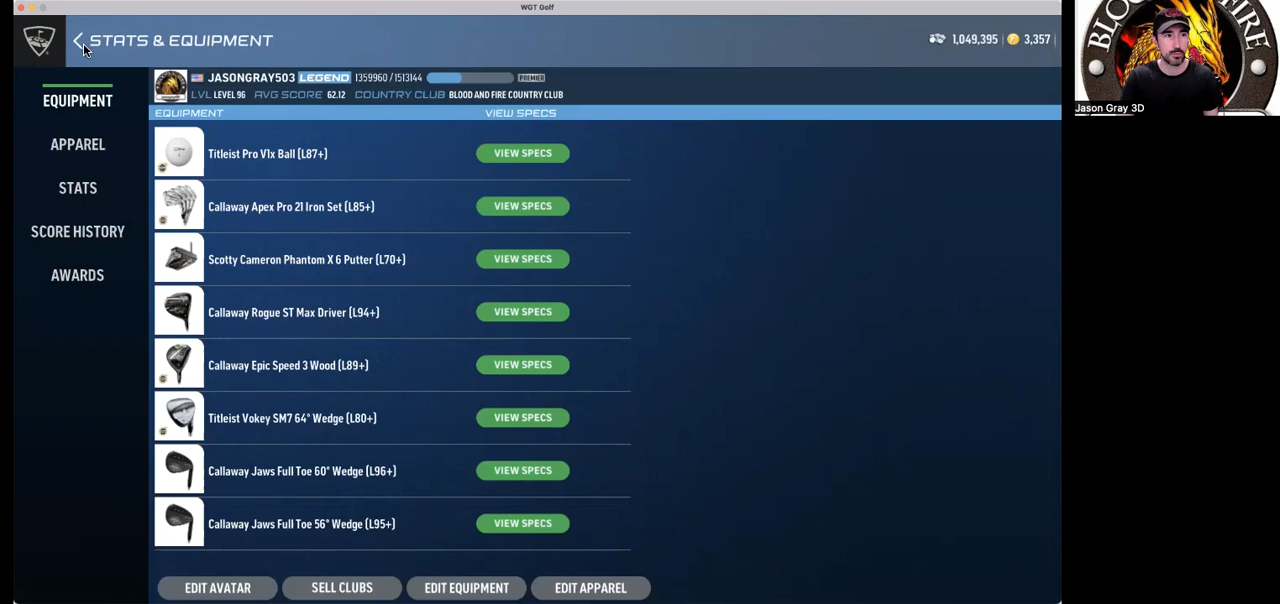 WGT Golf
STATS & EQUIPMENT
1,049,395 3,357
EQUIPMENT
APPAREL
STATS
SCORE HISTORY
AWARDS
JASONGRAY503 LEGEND 1359960 / 1513144 PREMIER
LVL LEVEL 96 AVG SCORE 62.12 COUNTRY CLUB BLOOD AND FIRE COUNTRY CLUB
EQUIPMENT VIEW SPECS
Titleist Pro V1x Ball (L87+) VIEW SPECS
Callaway Apex Pro 21 Iron Set (L85+) VIEW SPECS
Scotty Cameron Phantom X 6 Putter (L70+) VIEW SPECS
Callaway Rogue ST Max Driver (L94+) VIEW SPECS
Callaway Epic Speed 3 Wood (L89+) VIEW SPECS
Titleist Vokey SM7 64° Wedge (L80+) VIEW SPECS
Callaway Jaws Full Toe 60° Wedge (L96+) VIEW SPECS
Callaway Jaws Full Toe 56° Wedge (L95+) VIEW SPECS
EDIT AVATAR SELL CLUBS EDIT EQUIPMENT EDIT APPAREL
Jason Gray 3D